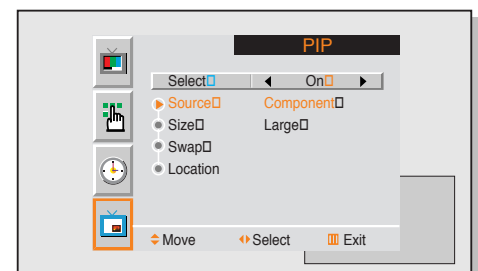 PIP
Select On
Source Component
Size Large
Swap
Location
Move Select Exit